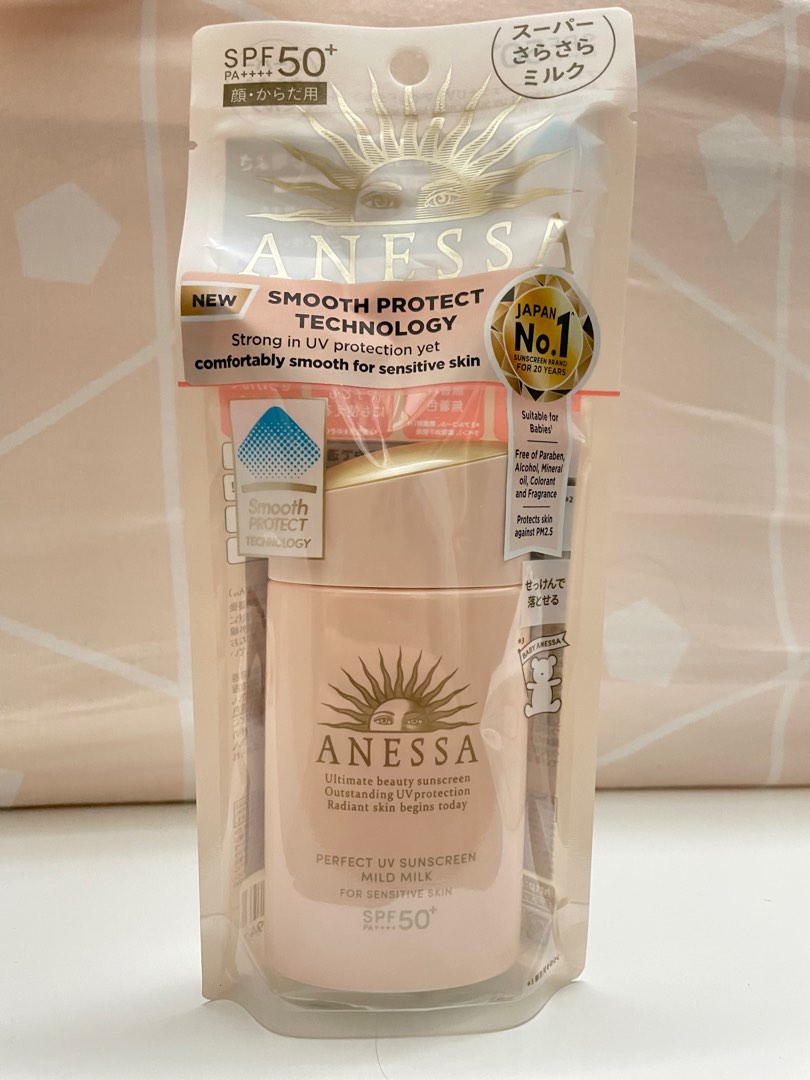 SPF50+
PA++++
顔・からだ用
スーパー
さらさら
ミルク
ANESSA
NEW
SMOOTH PROTECT
TECHNOLOGY
Strong in UV protection yet
comfortably smooth for sensitive skin
JAPAN
No.1
SUNSCREEN BRAND
FOR 20 YEARS
Suitable for
Babies
Free of Paraben,
Alcohol, Mineral
oil, Colorant
and Fragrance
Protects skin
against PM2.5
Smooth
PROTECT
TECHNOLOGY
せっけんで
落とせる
*3
BABY ANESSA
ANESSA
Ultimate beauty sunscreen
Outstanding UV protection
Radiant skin begins today
PERFECT UV SUNSCREEN
MILD MILK
FOR SENSITIVE SKIN
SPF50+
PA++++